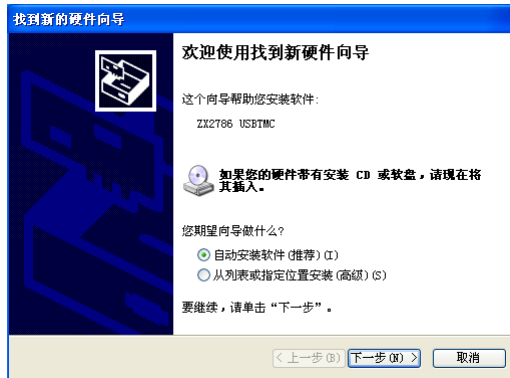 找到新的硬件向导
欢迎使用找到新硬件向导
这个向导帮助您安装软件:
ZX2786 USBTMC
如果您的硬件带有安装 CD 或软盘，请现在将
其插入。
您期望向导做什么?
自动安装软件(推荐)(I)
从列表或指定位置安装(高级)(S)
要继续，请单击“下一步”。
< 上一步(B)  下一步(N) >  取消